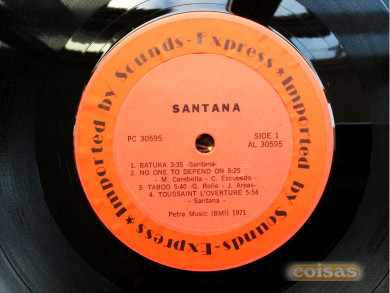 Imported by Sounds-Express★Imported by Sounds-Express★
SANTANA
PC 30595
SIDE 1
AL 30595
1. BATUKA 3:35 -Santana-
2. NO ONE TO DEPEND ON 5:25
- M. Carabella - C. Escovedo -
3. TABOO 5:40 -G. Rolie - J. Areas-
4. TOUSSAINT L'OVERTURE 5:54
- Santana -
Petra Music (BMI) 1971
coisas